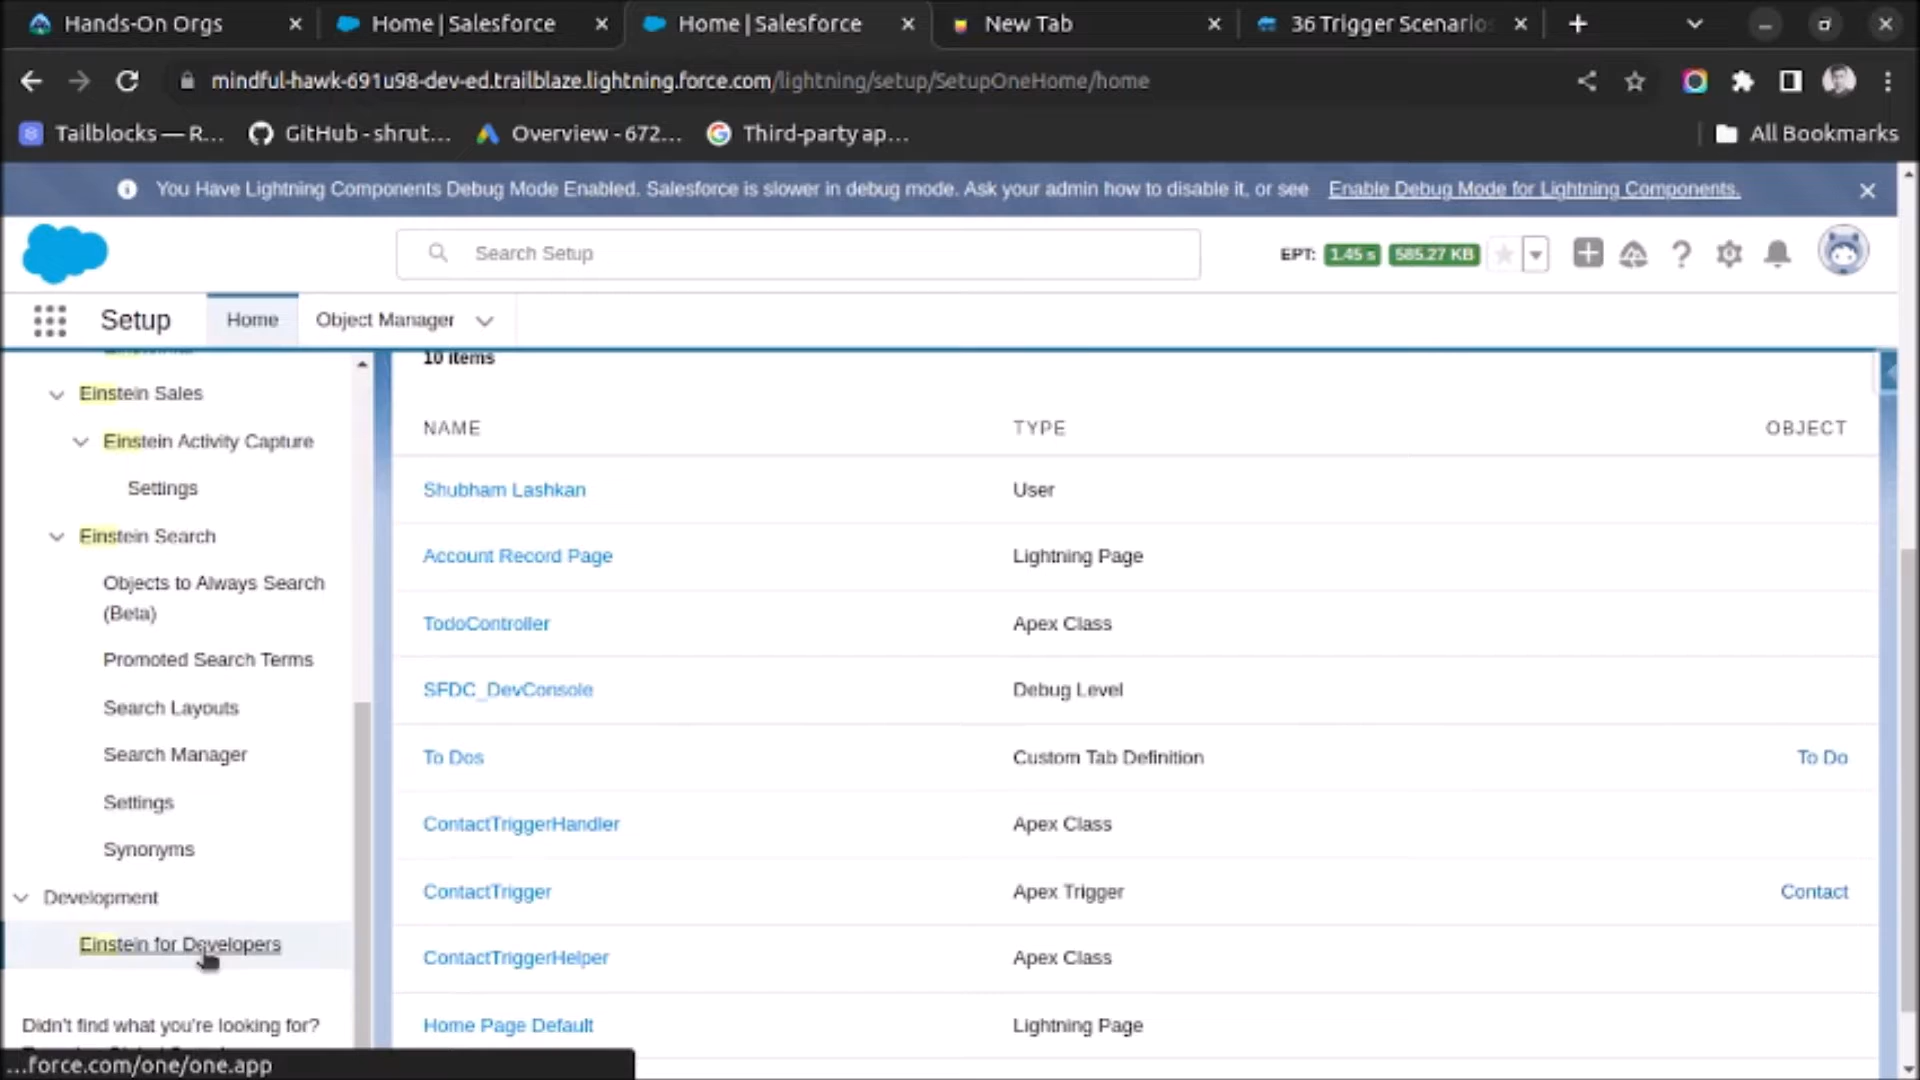 Hands-On Orgs
Home | Salesforce
Home | Salesforce
New Tab
36 Trigger Scenarios
mindful-hawk-691u98-dev-ed.trailblaze.lightning.force.com/lightning/setup/SetupOneHome/home
Tailblocks — R...
GitHub - shrut...
Overview - 672...
Third-party ap...
All Bookmarks
You Have Lightning Components Debug Mode Enabled. Salesforce is slower in debug mode. Ask your admin how to disable it, or see Enable Debug Mode for Lightning Components.
Search Setup
EPT: 1.45 s 585.27 KB
Setup
Home
Object Manager
Einstein Sales
Einstein Activity Capture
Settings
Einstein Search
Objects to Always Search
(Beta)
Promoted Search Terms
Search Layouts
Search Manager
Settings
Synonyms
Development
Einstein for Developers
Didn't find what you're looking for?
...force.com/one/one.app
10 items
NAME TYPE OBJECT
Shubham Lashkan User
Account Record Page Lightning Page
TodoController Apex Class
SFDC_DevConsole Debug Level
To Dos Custom Tab Definition To Do
ContactTriggerHandler Apex Class
ContactTrigger Apex Trigger Contact
ContactTriggerHelper Apex Class
Home Page Default Lightning Page